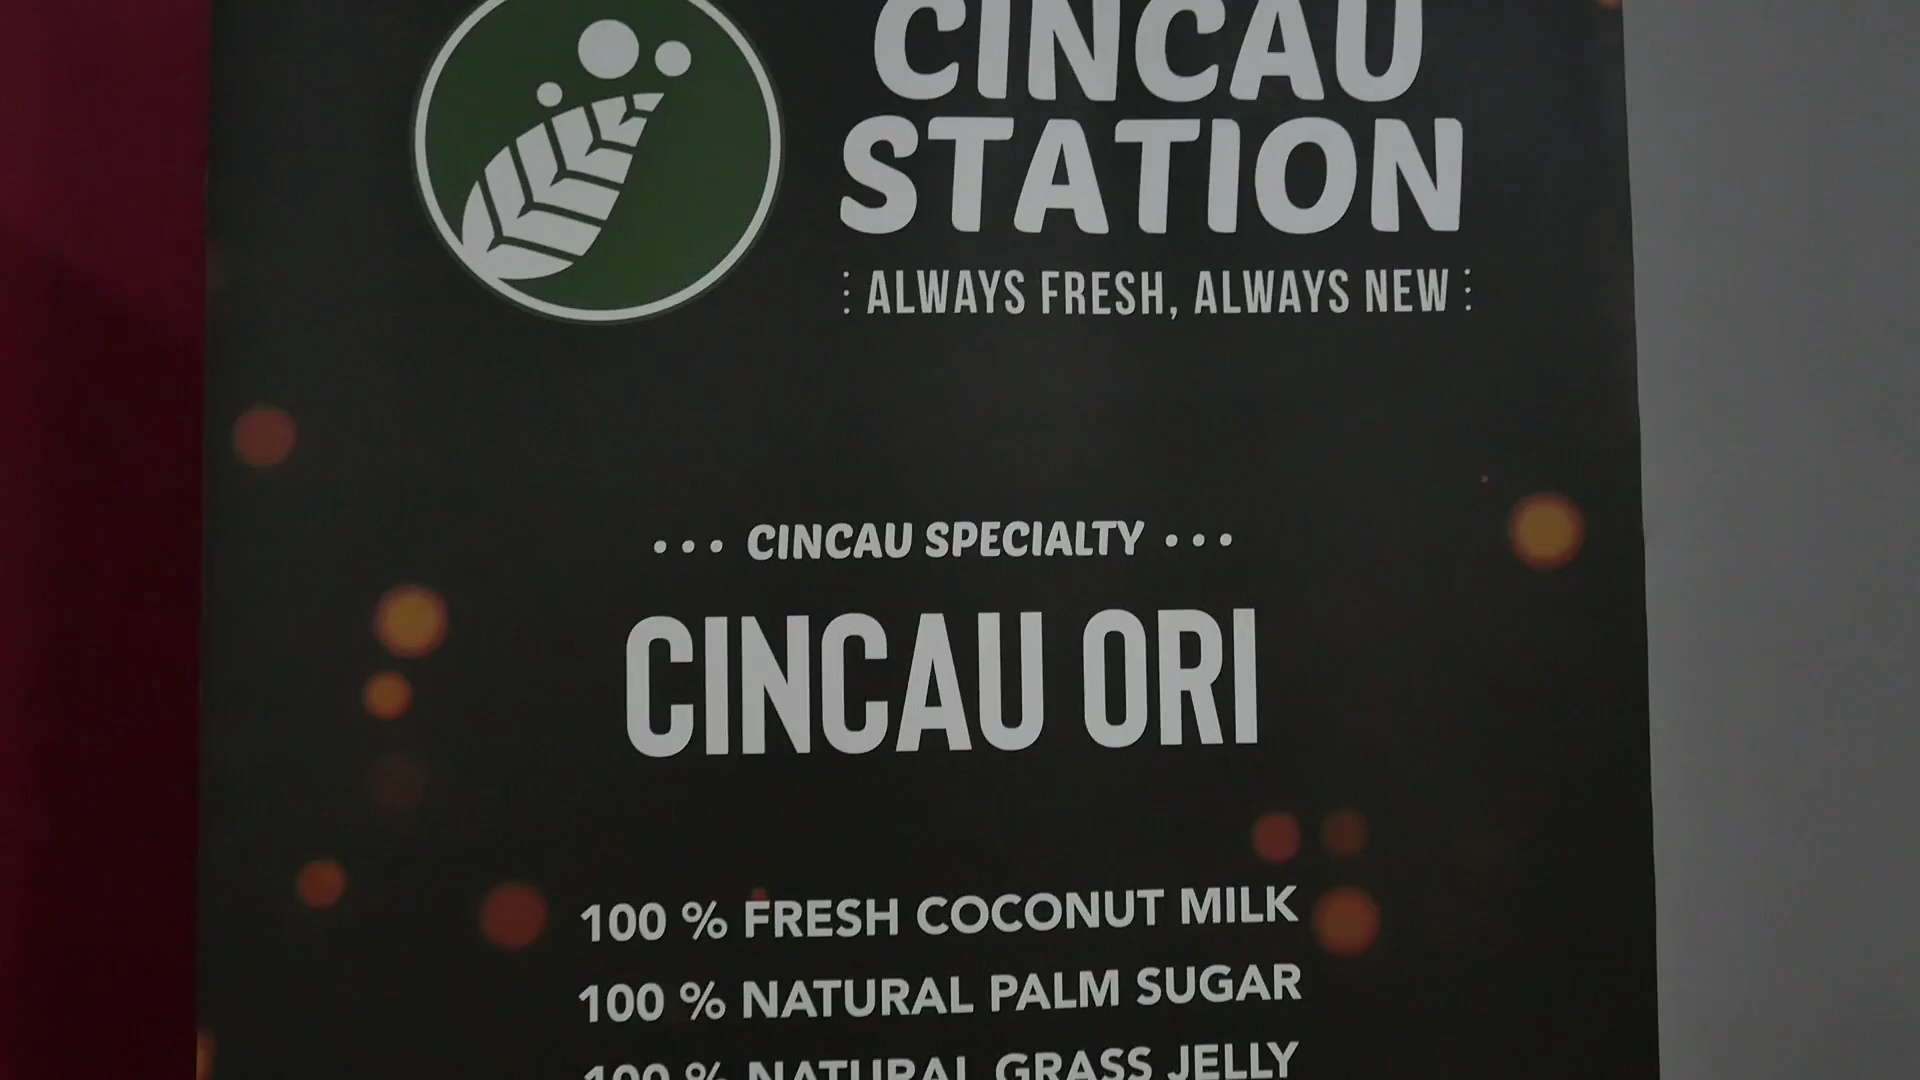 CINCAU
STATION
ALWAYS FRESH, ALWAYS NEW
••• CINCAU SPECIALTY •••
CINCAU ORI
100 % FRESH COCONUT MILK
100 % NATURAL PALM SUGAR
100 % NATURAL GRASS JELLY